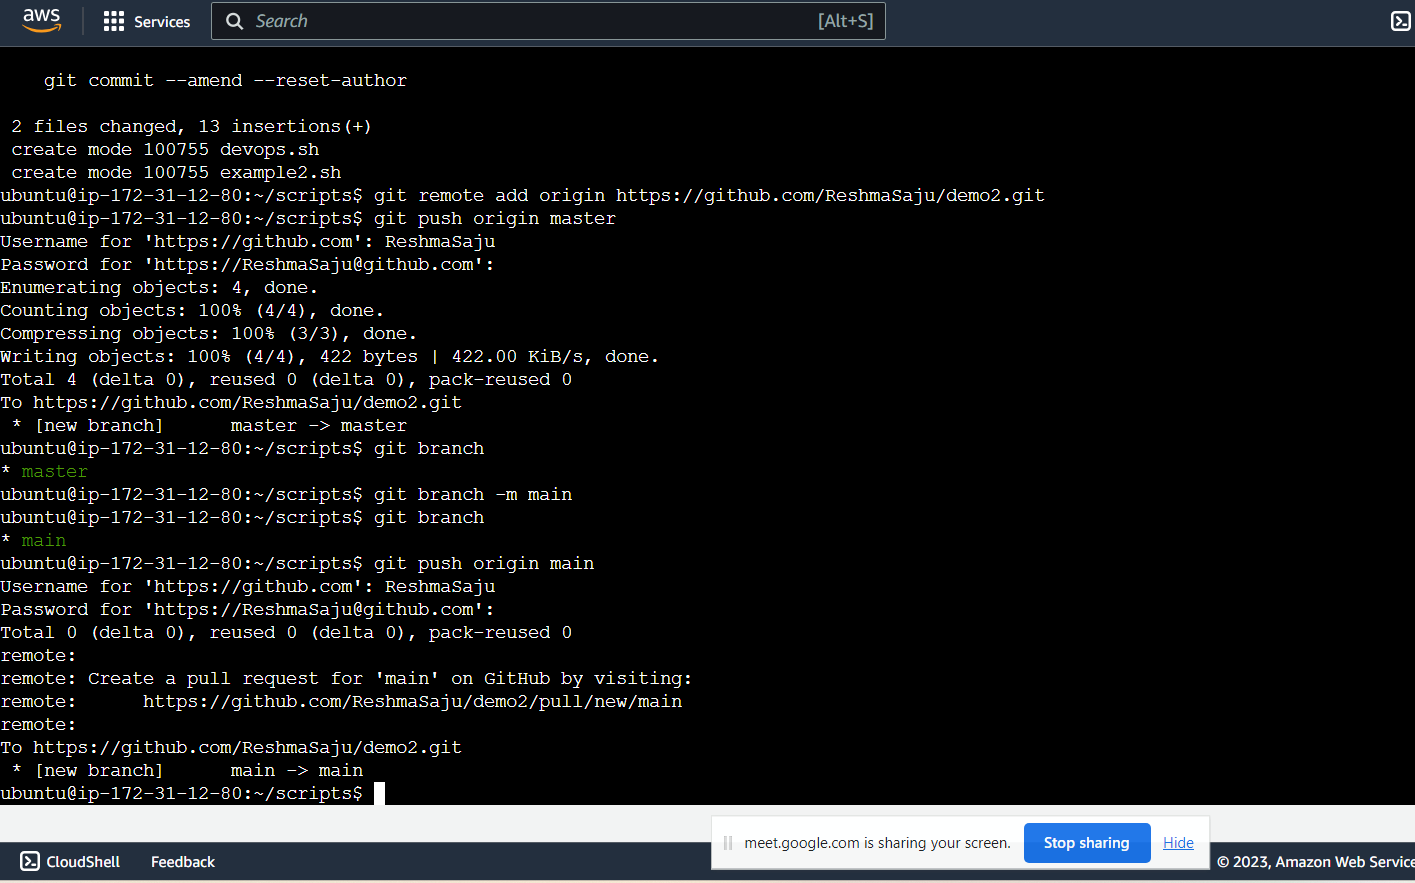 aws
Services
Search
[Alt+S]
git commit --amend --reset-author
2 files changed, 13 insertions(+)
create mode 100755 devops.sh
create mode 100755 example2.sh
ubuntu@ip-172-31-12-80:~/scripts$ git remote add origin https://github.com/ReshmaSaju/demo2.git
ubuntu@ip-172-31-12-80:~/scripts$ git push origin master
Username for 'https://github.com': ReshmaSaju
Password for 'https://ReshmaSaju@github.com':
Enumerating objects: 4, done.
Counting objects: 100% (4/4), done.
Compressing objects: 100% (3/3), done.
Writing objects: 100% (4/4), 422 bytes | 422.00 KiB/s, done.
Total 4 (delta 0), reused 0 (delta 0), pack-reused 0
To https://github.com/ReshmaSaju/demo2.git
* [new branch]      master -> master
ubuntu@ip-172-31-12-80:~/scripts$ git branch
* master
ubuntu@ip-172-31-12-80:~/scripts$ git branch -m main
ubuntu@ip-172-31-12-80:~/scripts$ git branch
* main
ubuntu@ip-172-31-12-80:~/scripts$ git push origin main
Username for 'https://github.com': ReshmaSaju
Password for 'https://ReshmaSaju@github.com':
Total 0 (delta 0), reused 0 (delta 0), pack-reused 0
remote:
remote: Create a pull request for 'main' on GitHub by visiting:
remote:      https://github.com/ReshmaSaju/demo2/pull/new/main
remote:
To https://github.com/ReshmaSaju/demo2.git
* [new branch]      main -> main
ubuntu@ip-172-31-12-80:~/scripts$
meet.google.com is sharing your screen.
Stop sharing
Hide
CloudShell
Feedback
© 2023, Amazon Web Service